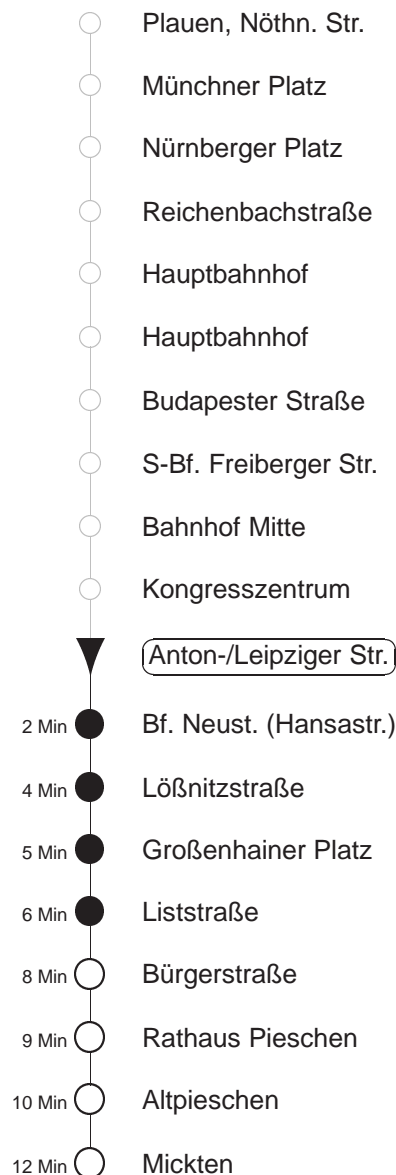 Plauen, Nöthn. Str.
Münchner Platz
Nürnberger Platz
Reichenbachstraße
Hauptbahnhof
Hauptbahnhof
Budapester Straße
S-Bf. Freiberger Str.
Bahnhof Mitte
Kongresszentrum
Anton-/Leipziger Str.
2 Min Bf. Neust. (Hansastr.)
4 Min Lößnitzstraße
5 Min Großenhainer Platz
6 Min Liststraße
8 Min Bürgerstraße
9 Min Rathaus Pieschen
10 Min Altpieschen
12 Min Mickten